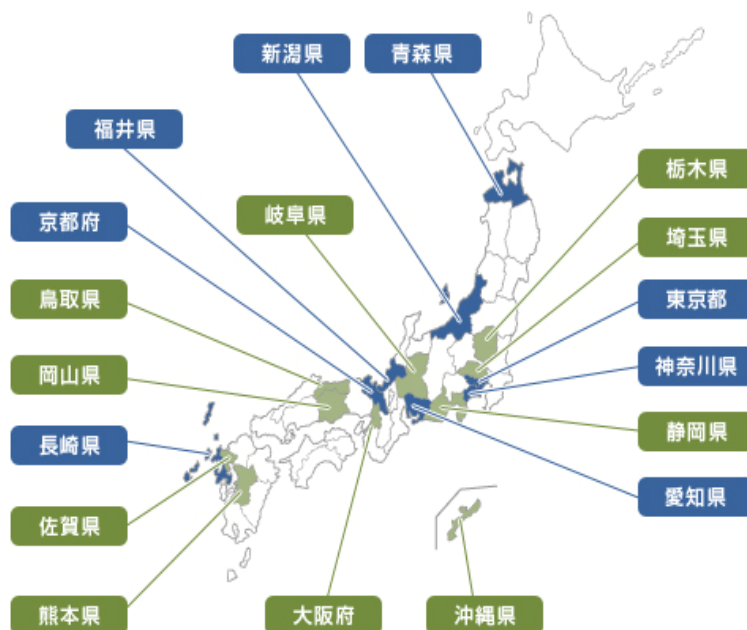 新潟県
青森県
福井県
栃木県
岐阜県
京都府
埼玉県
鳥取県
東京都
岡山県
神奈川県
静岡県
長崎県
愛知県
佐賀県
熊本県
大阪府
沖縄県